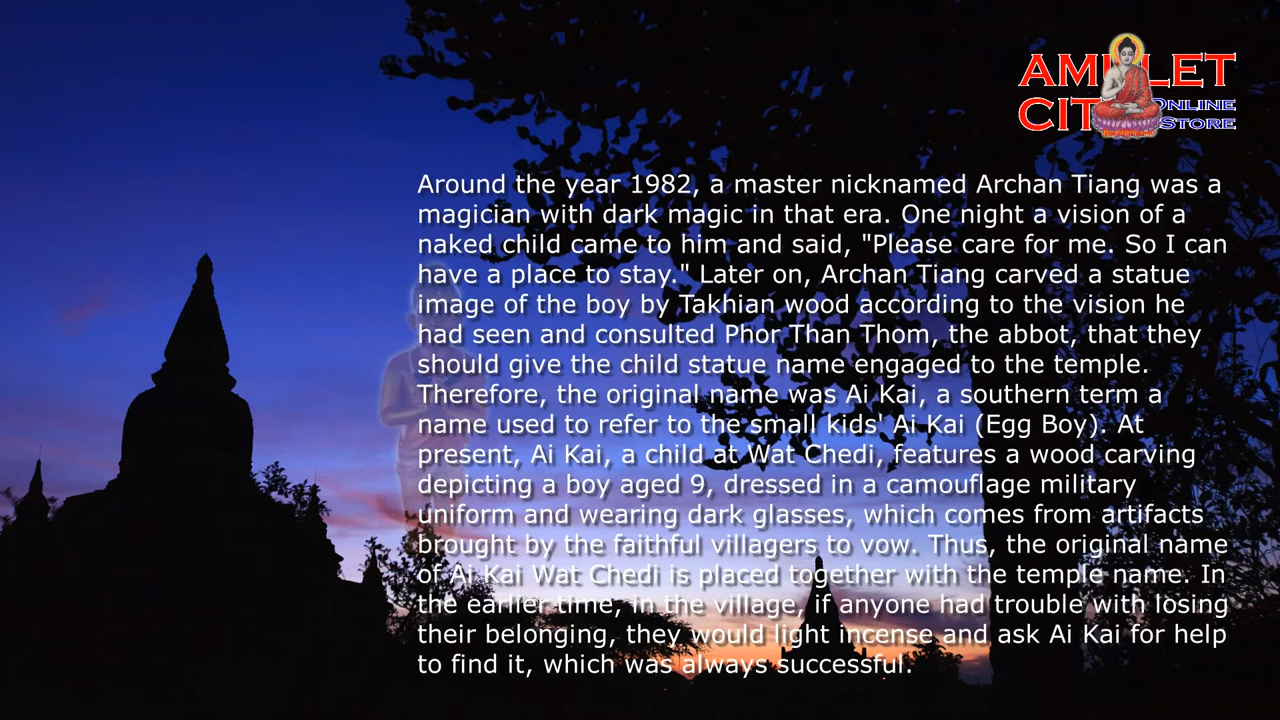 AMULET
CITY ONLINE
STORE
Around the year 1982, a master nicknamed Archan Tiang was a
magician with dark magic in that era. One night a vision of a
naked child came to him and said, "Please care for me. So I can
have a place to stay." Later on, Archan Tiang carved a statue
image of the boy by Takhian wood according to the vision he
had seen and consulted Phor Than Thom, the abbot, that they
should give the child statue name engaged to the temple.
Therefore, the original name was Ai Kai, a southern term a
name used to refer to the small kids' Ai Kai (Egg Boy). At
present, Ai Kai, a child at Wat Chedi, features a wood carving
depicting a boy aged 9, dressed in a camouflage military
uniform and wearing dark glasses, which comes from artifacts
brought by the faithful villagers to vow. Thus, the original name
of Ai Kai Wat Chedi is placed together with the temple name. In
the earlier time, in the village, if anyone had trouble with losing
their belonging, they would light incense and ask Ai Kai for help
to find it, which was always successful.